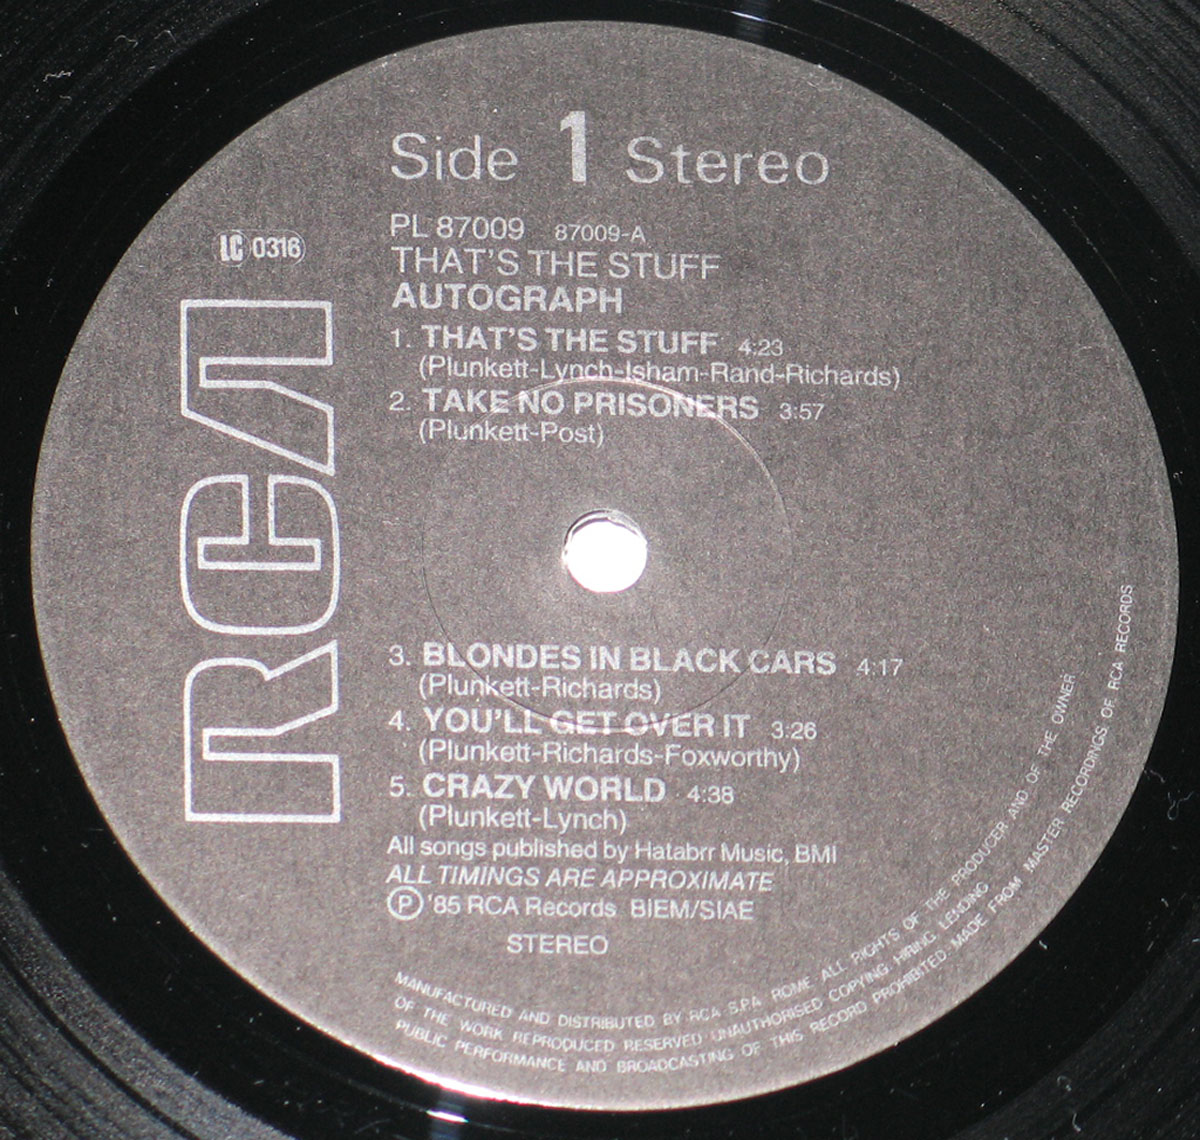 Side 1 Stereo
PL 87009 87009-A
LC 0316
THAT'S THE STUFF
AUTOGRAPH
RCA
1. THAT'S THE STUFF 4:23
(Plunkett-Lynch-Isham-Rand-Richards)
2. TAKE NO PRISONERS 3:57
(Plunkett-Post)
3. BLONDES IN BLACK CARS 4:17
(Plunkett-Richards)
4. YOU'LL GET OVER IT 3:26
(Plunkett-Richards-Foxworthy)
5. CRAZY WORLD 4:38
(Plunkett-Lynch)
All songs published by Hatabrr Music, BMI
ALL TIMINGS ARE APPROXIMATE
℗ '85 RCA Records BIEM/SIAE
STEREO
MANUFACTURED AND DISTRIBUTED BY RCA S.P.A. ROME. ALL RIGHTS OF THE PRODUCER AND OF THE OWNER
OF THE WORK REPRODUCED RESERVED UNAUTHORISED COPYING HIRING LENDING
PUBLIC PERFORMANCE AND BROADCASTING OF THIS RECORD PROHIBITED. MADE FROM MASTER RECORDINGS OF RCA RECORDS